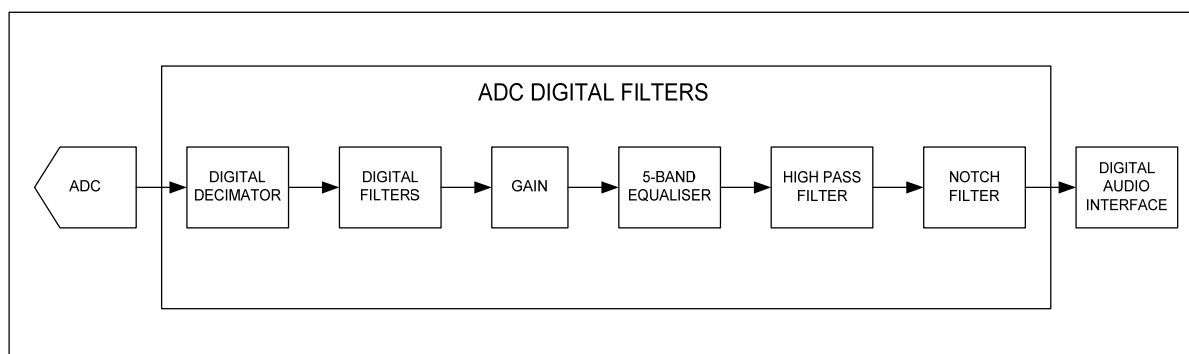 ADC DIGITAL FILTERS
ADC
DIGITAL
DECIMATOR
DIGITAL
FILTERS
GAIN
5-BAND
EQUALISER
HIGH PASS
FILTER
NOTCH
FILTER
DIGITAL
AUDIO
INTERFACE